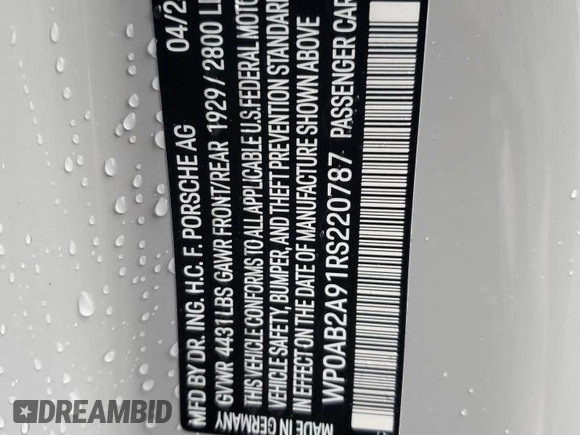 MFD BY DR. ING. H.C. F. PORSCHE AG 04/2
GVWR 4431 LBS GAWR FRONT/REAR 1929 / 2800 L
THIS VEHICLE CONFORMS TO ALL APPLICABLE U.S. FEDERAL MOTO
VEHICLE SAFETY, BUMPER, AND THEFT PREVENTION STANDARD
IN EFFECT ON THE DATE OF MANUFACTURE SHOWN ABOVE
WP0AB2A91RS220787 PASSENGER CAR
MADE IN GERMANY
DREAMBID